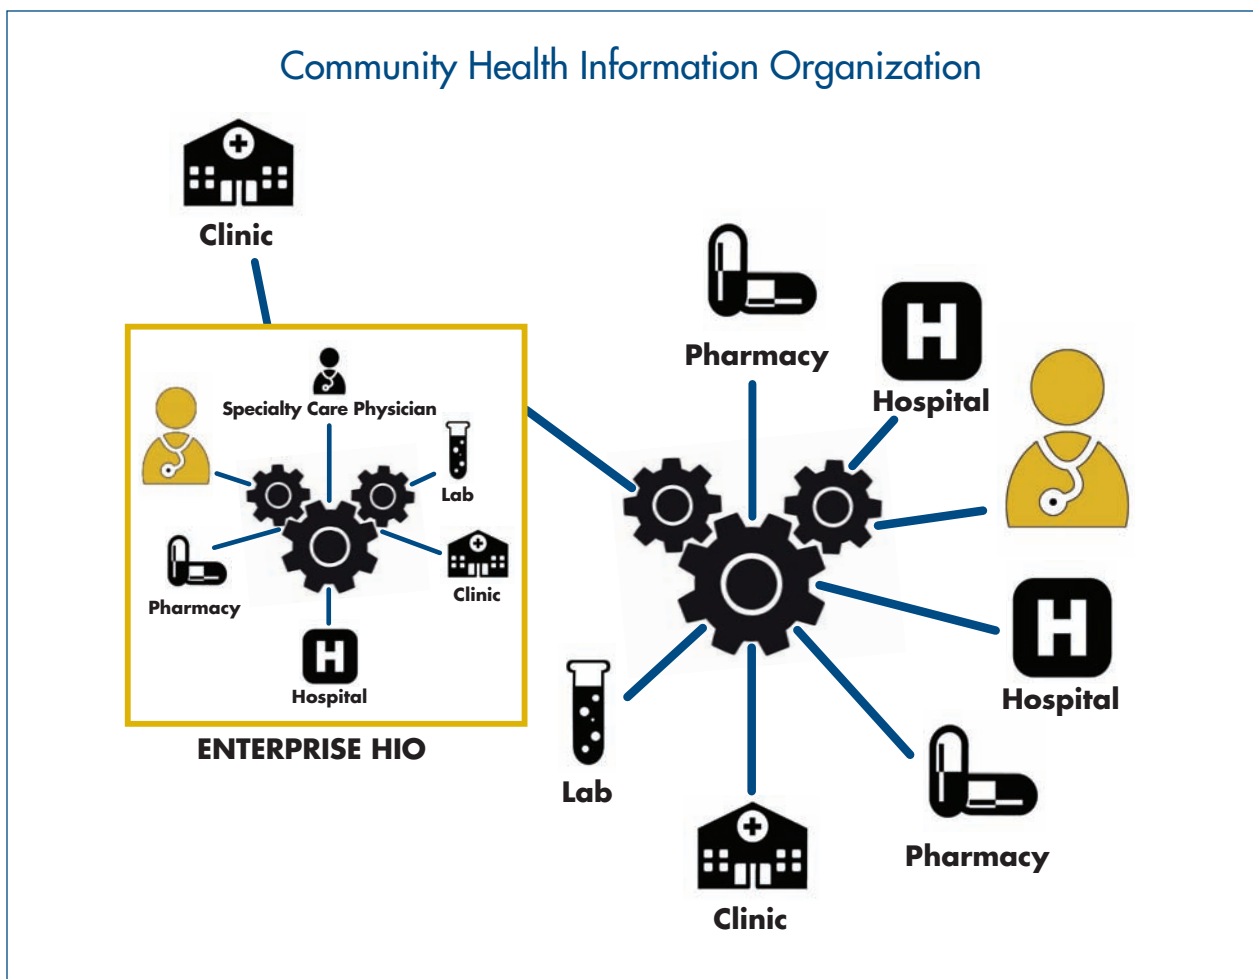 Community Health Information Organization
Clinic
Pharmacy
H
Hospital
Specialty Care Physician
Lab
Pharmacy
Clinic
H
Hospital
ENTERPRISE HIO
H
Hospital
Lab
Pharmacy
Clinic